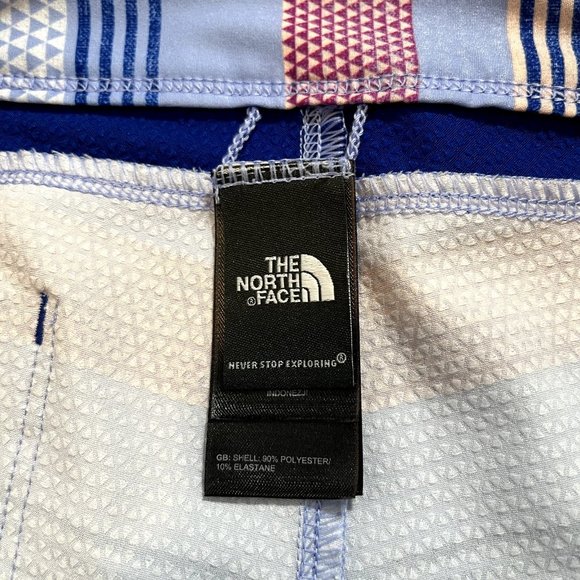 THE
NORTH
®FACE
NEVER STOP EXPLORING®
GB: SHELL: 90% POLYESTER/
10% ELASTANE